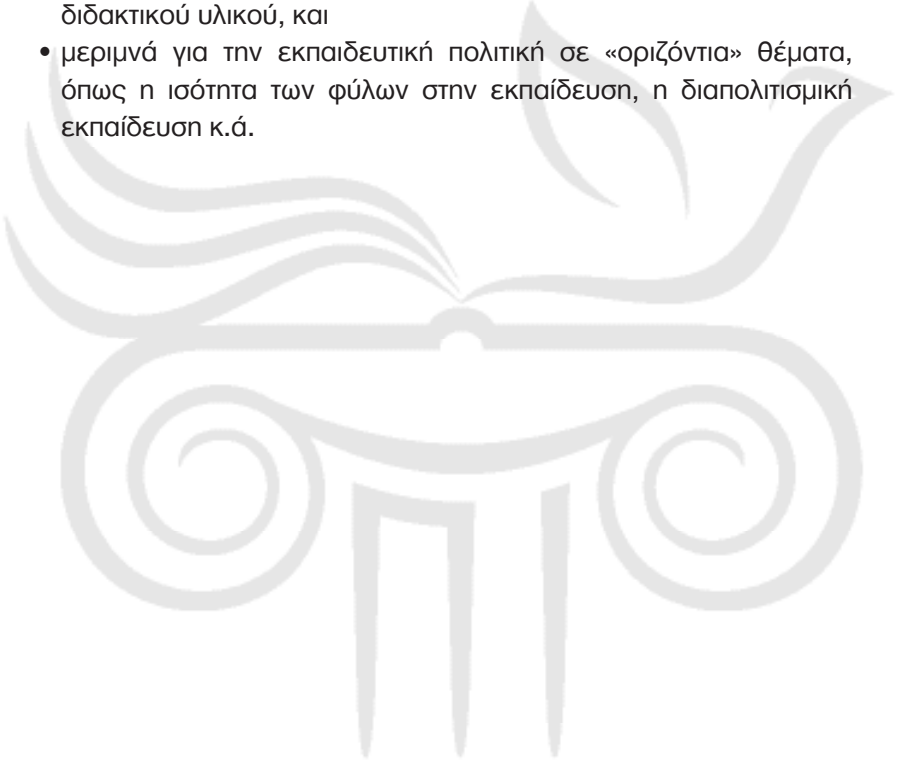 διδακτικού υλικού, και
• μεριμνά για την εκπαιδευτική πολιτική σε «οριζόντια» θέματα,
όπως η ισότητα των φύλων στην εκπαίδευση, η διαπολιτισμική
εκπαίδευση κ.ά.